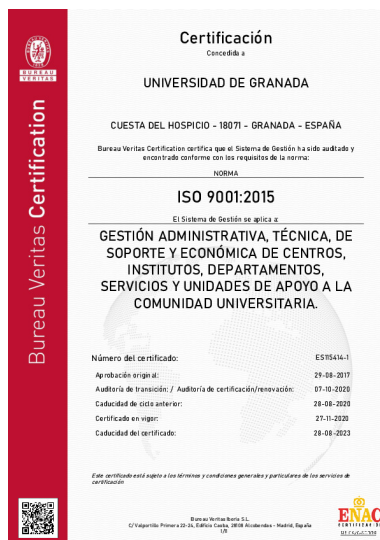 Certificación
Concedida a
UNIVERSIDAD DE GRANADA
CUESTA DEL HOSPICIO - 18071 - GRANADA - ESPAÑA
Bureau Veritas Certification certifica que el Sistema de Gestión ha sido auditado y
encontrado conforme con los requisitos de la norma:
NORMA
ISO 9001:2015
El Sistema de Gestión se aplica a:
GESTIÓN ADMINISTRATIVA, TÉCNICA, DE
SOPORTE Y ECONÓMICA DE CENTROS,
INSTITUTOS, DEPARTAMENTOS,
SERVICIOS Y UNIDADES DE APOYO A LA
COMUNIDAD UNIVERSITARIA.
Número del certificado: ES115414-1
Aprobación original: 29-08-2017
Auditoría de transición: / Auditoría de certificación/renovación: 07-10-2020
Caducidad de ciclo anterior: 28-08-2020
Certificado en vigor: 27-11-2020
Caducidad del certificado: 28-08-2023
Este certificado está sujeto a los términos y condiciones generales y particulares de los servicios de
certificación
Bureau Veritas Iberia S.L.
C/ Valportillo Primera 22-24, Edificio Caoba, 28108 Alcobendas - Madrid, España
1/5
BUREAU
VERITAS
Bureau Veritas Certification
ENAC